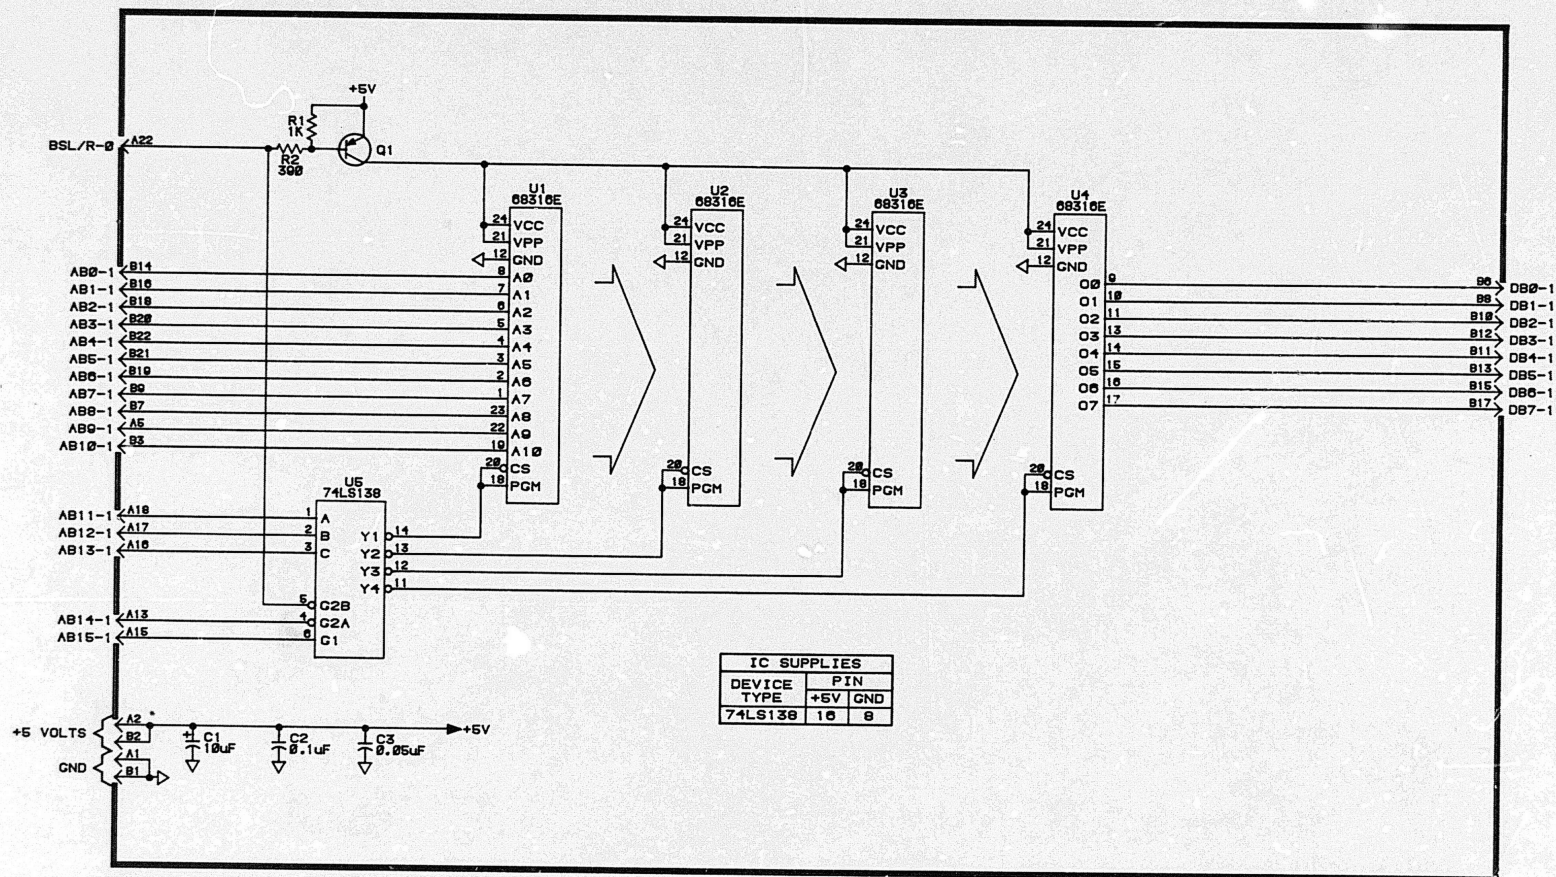 +5V
R1
1K
BSL/R-0 A22
R2
390
Q1
U1
68316E
U2
68316E
U3
68316E
U4
68316E
24 VCC
21 VPP
12 GND
24 VCC
21 VPP
12 GND
24 VCC
21 VPP
12 GND
24 VCC
21 VPP
12 GND
AB0-1 B14 8 A0
AB1-1 B16 7 A1
AB2-1 B18 6 A2
AB3-1 B20 5 A3
AB4-1 B22 4 A4
AB5-1 B21 3 A5
AB6-1 B19 2 A6
AB7-1 B9 1 A7
AB8-1 B7 23 A8
AB9-1 A5 22 A9
AB10-1 B3 19 A10
O0 9 B6 DB0-1
O1 10 B8 DB1-1
O2 11 B10 DB2-1
O3 13 B12 DB3-1
O4 14 B11 DB4-1
O5 15 B13 DB5-1
O6 16 B15 DB6-1
O7 17 B17 DB7-1
20 CS
18 PGM
20 CS
18 PGM
20 CS
18 PGM
20 CS
18 PGM
U5
74LS138
AB11-1 A18 1 A
AB12-1 A17 2 B
AB13-1 A16 3 C
Y1 14
Y2 13
Y3 12
Y4 11
5 G2B
AB14-1 A13 4 G2A
AB15-1 A15 6 G1
IC SUPPLIES
DEVICE TYPE PIN
+5V GND
74LS138 16 8
+5 VOLTS A2
B2
GND A1
B1
C1
10uF
C2
0.1uF
C3
0.05uF
+5V
+